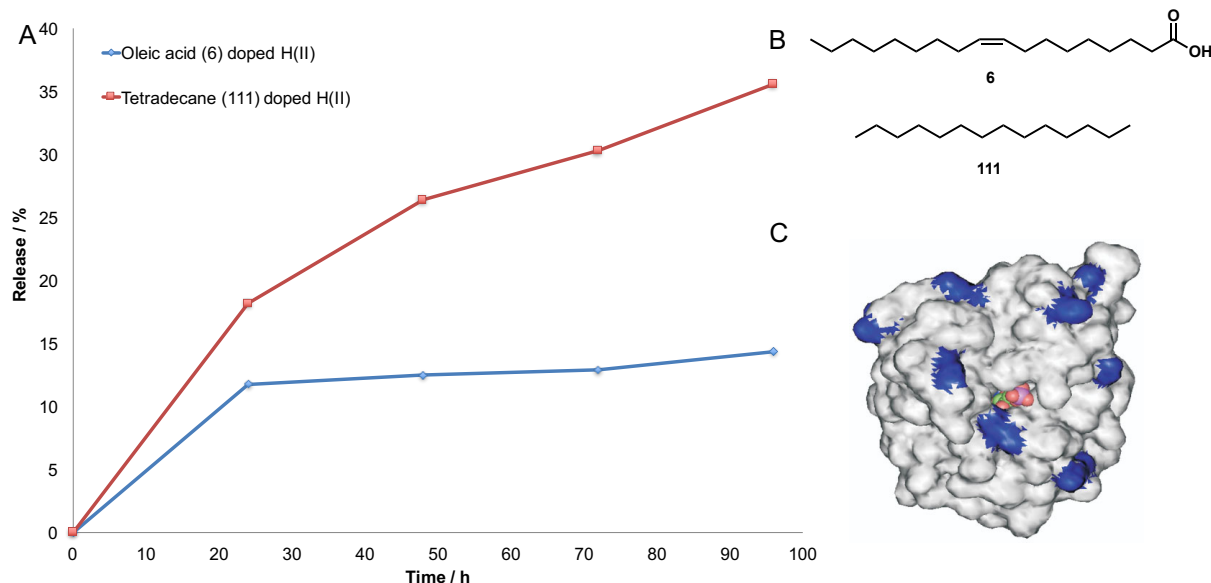 A
Oleic acid (6) doped H(II)
Tetradecane (111) doped H(II)
Release / %
40
35
30
25
20
15
10
5
0
0 10 20 30 40 50 60 70 80 90 100
Time / h
B
O
OH
6
111
C